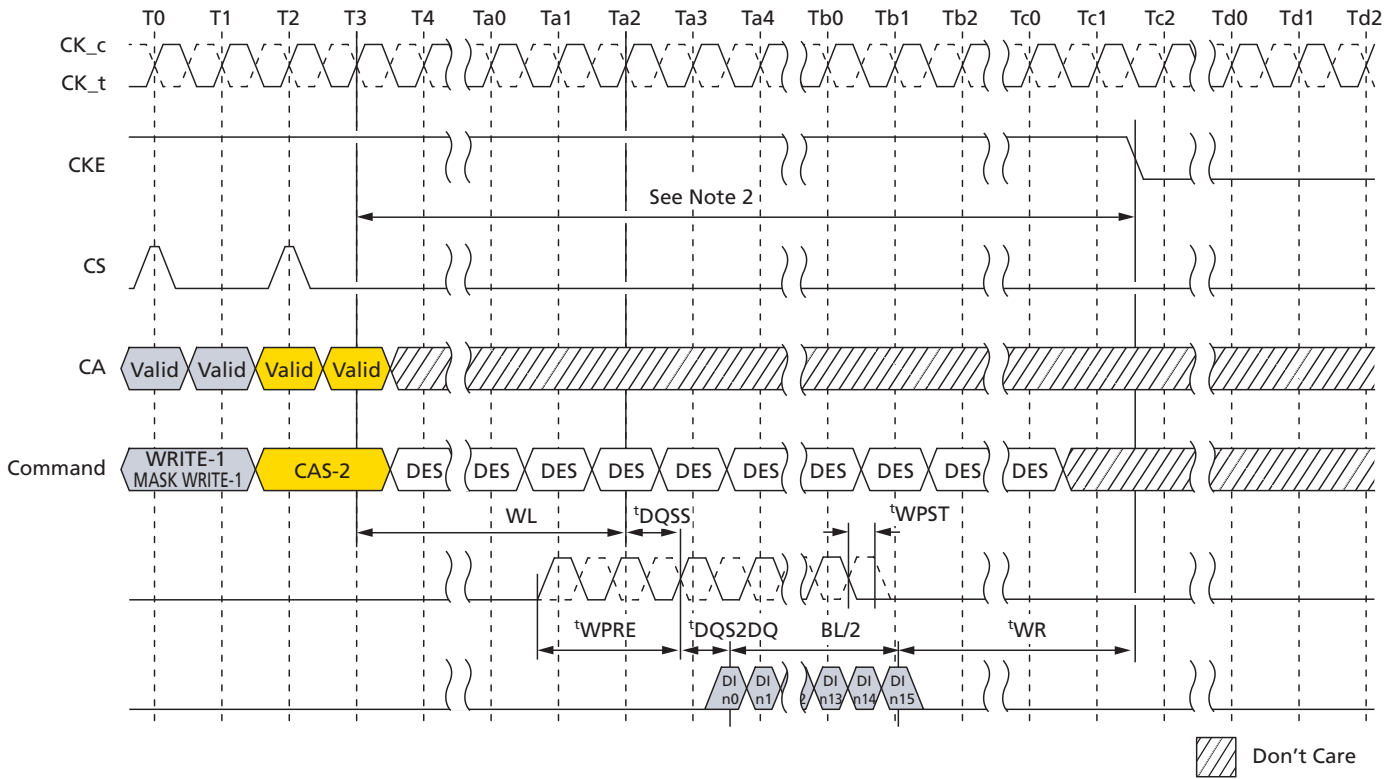 T0 T1 T2 T3 T4 Ta0 Ta1 Ta2 Ta3 Ta4 Tb0 Tb1 Tb2 Tc0 Tc1 Tc2 Td0 Td1 Td2
CK_c
CK_t
CKE
See Note 2
CS
CA Valid Valid Valid Valid
WRITE-1
Command CAS-2 DES DES DES DES DES DES DES DES DES DES
MASK WRITE-1
WL tDQSS tWPST
tWPRE tDQS2DQ BL/2 tWR
DI DI DI DI DI
n0 n1 2 n13 n14 n15
Don't Care